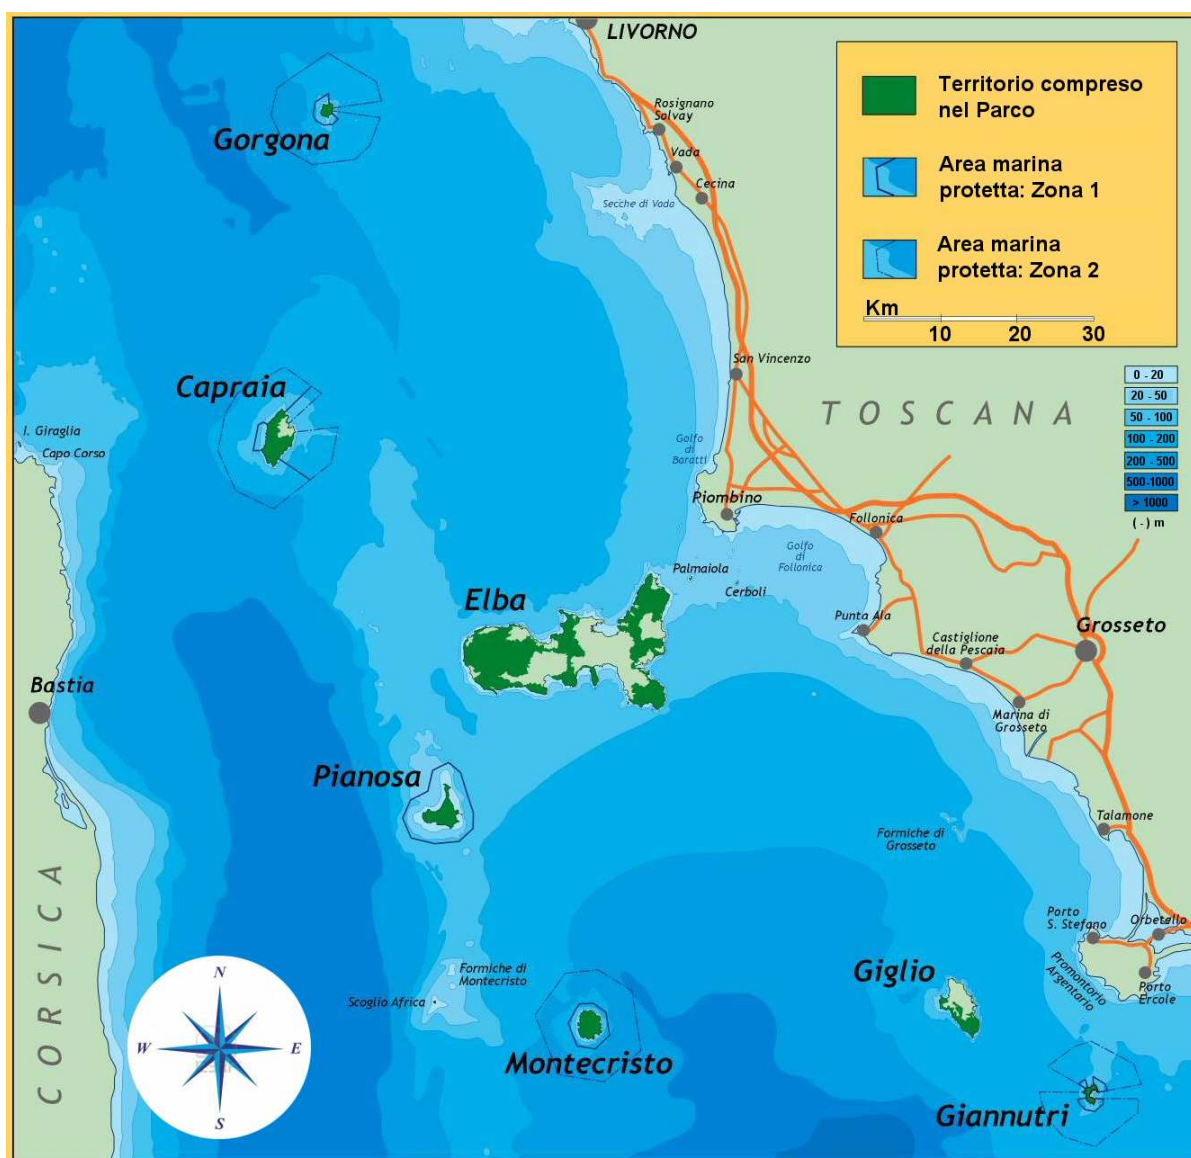 LIVORNO
Gorgona
Rosignano
Solvay
Vada
Cecina
Secche di Vada
Territorio compreso
nel Parco
Area marina
protetta: Zona 1
Area marina
protetta: Zona 2
Km
10 20 30
San Vincenzo
0 - 20
20 - 50
50 - 100
100 - 200
200 - 500
500-1000
> 1000
( - ) m
Capraia
TOSCANA
I. Giraglia
Capo Corso
Golfo
di
Baratti
Piombino
Follonica
Golfo
di
Follonica
Palmaiola
Cerboli
Elba
Punta Ala
Castiglione
della Pescaia
Grosseto
Bastia
Marina di
Grosseto
Pianosa
Formiche di
Grosseto
Talamone
CORSICA
Porto
S. Stefano
Orbetello
Promontorio
Argentario
Porto
Ercole
Formiche di
Montecristo
Scoglio Africa
Giglio
Montecristo
Giannutri
N
W
E
S